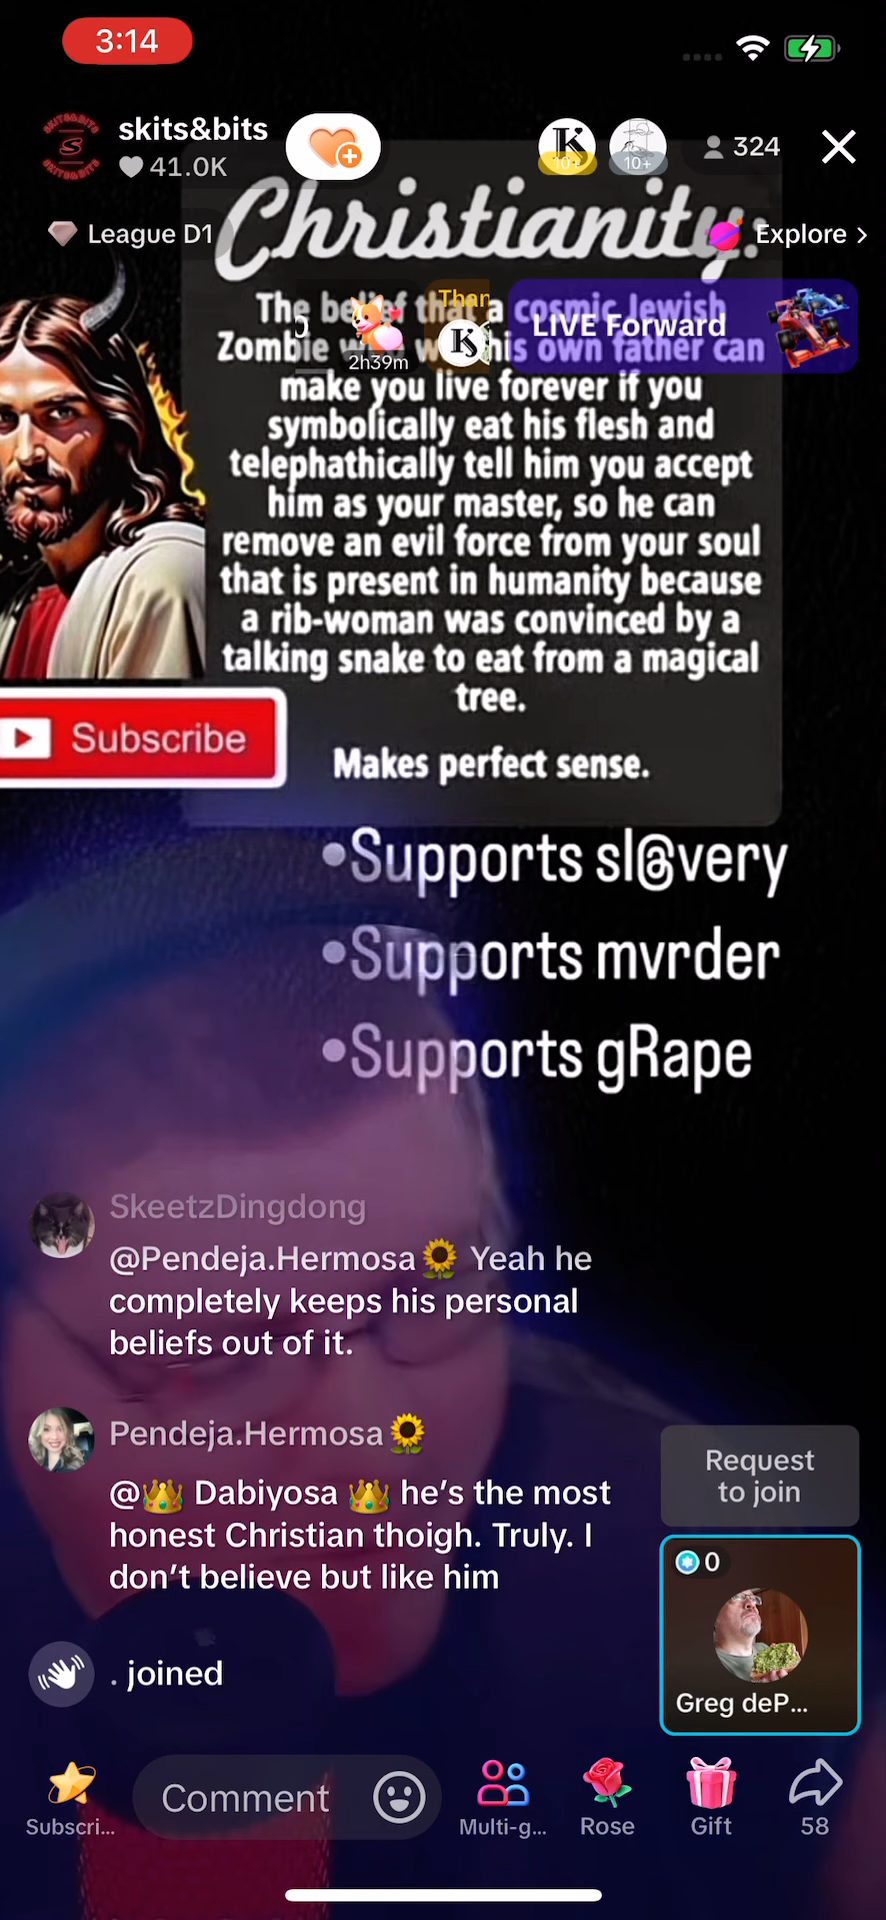 3:14
skits&bits
41.0K
K
10+
10+
324
League D1
Christianity:
Explore >
The belief that a cosmic Jewish
Than
LIVE Forward
Zombie his own father can
2h39m
make you live forever if you
symbolically eat his flesh and
telephathically tell him you accept
him as your master, so he can
remove an evil force from your soul
that is present in humanity because
a rib-woman was convinced by a
talking snake to eat from a magical
tree.
Subscribe
Makes perfect sense.
•Supports sl@very
•Supports mvrder
•Supports gRape
SkeetzDingdong
@Pendeja.Hermosa🌻 Yeah he
completely keeps his personal
beliefs out of it.
Pendeja.Hermosa🌻
@👑 Dabiyosa 👑 he's the most
honest Christian thoigh. Truly. I
don't believe but like him
. joined
Request
to join
0
Greg deP...
Comment
Subscri...
Multi-g...
Rose
Gift
58